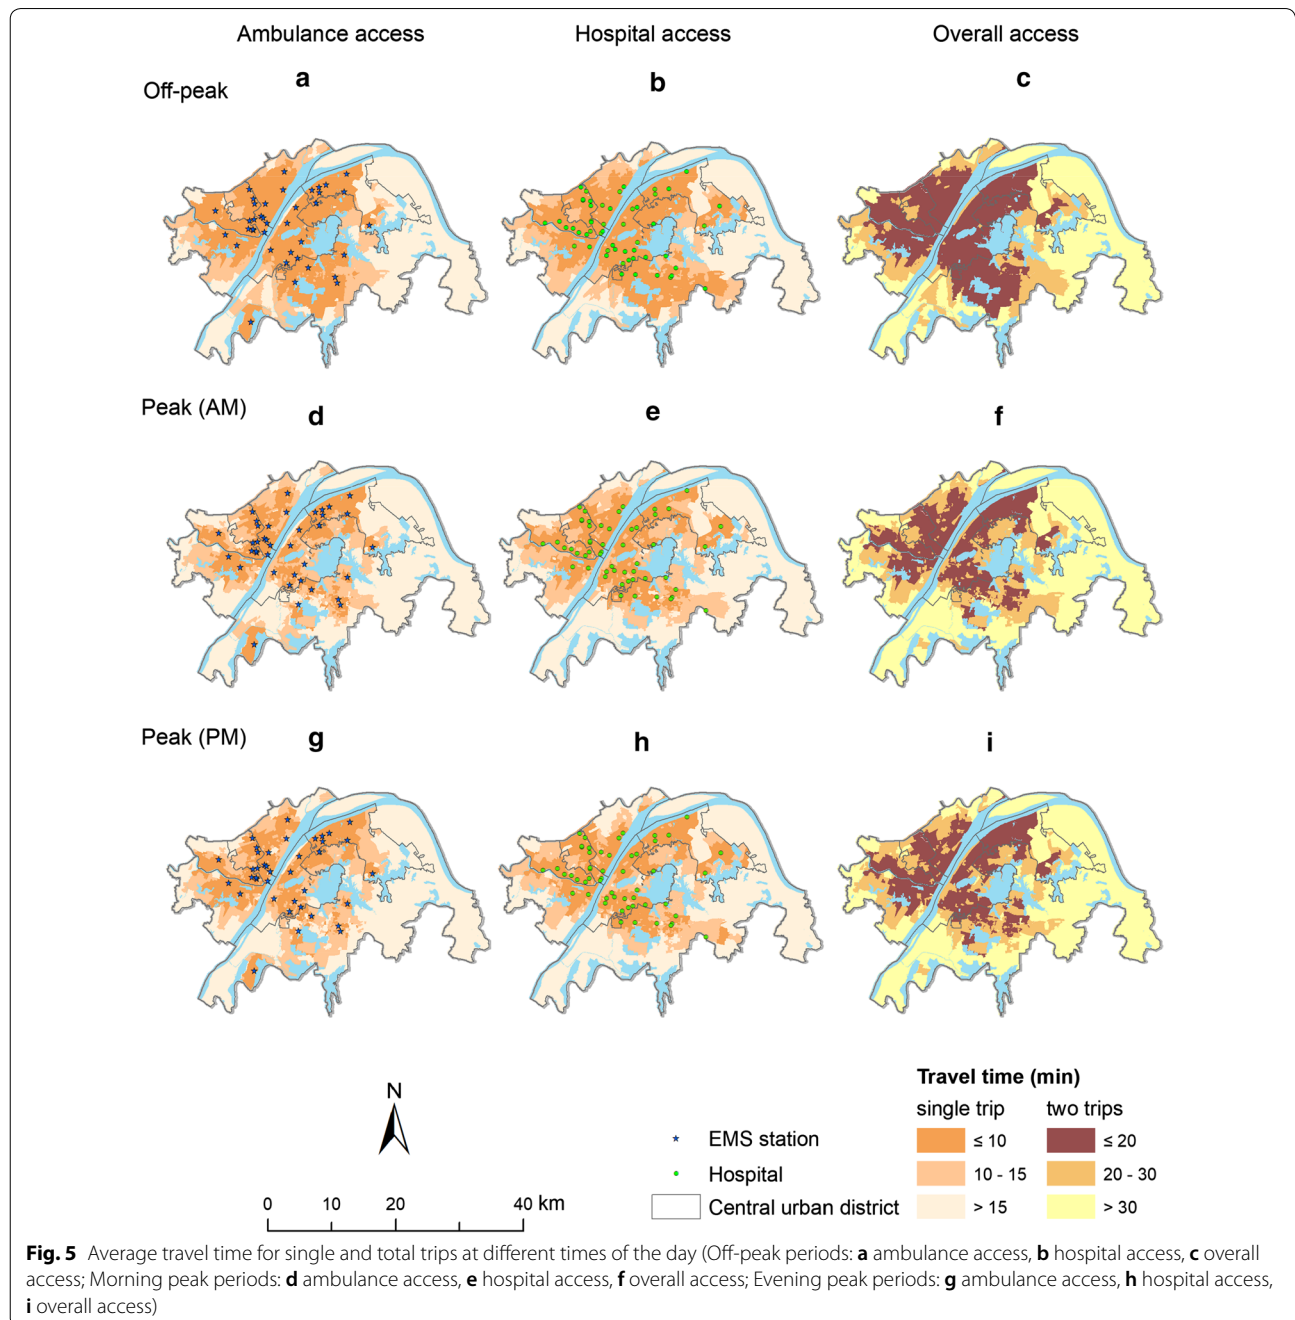 Ambulance access
Hospital access
Overall access
Off-peak
a
b
c
Peak (AM)
d
e
f
Peak (PM)
g
h
i
N
0 10 20 40 km
EMS station
Hospital
Central urban district
Travel time (min)
single trip two trips
≤ 10 ≤ 20
10 - 15 20 - 30
> 15 > 30
Fig. 5 Average travel time for single and total trips at different times of the day (Off-peak periods: a ambulance access, b hospital access, c overall
access; Morning peak periods: d ambulance access, e hospital access, f overall access; Evening peak periods: g ambulance access, h hospital access,
i overall access)